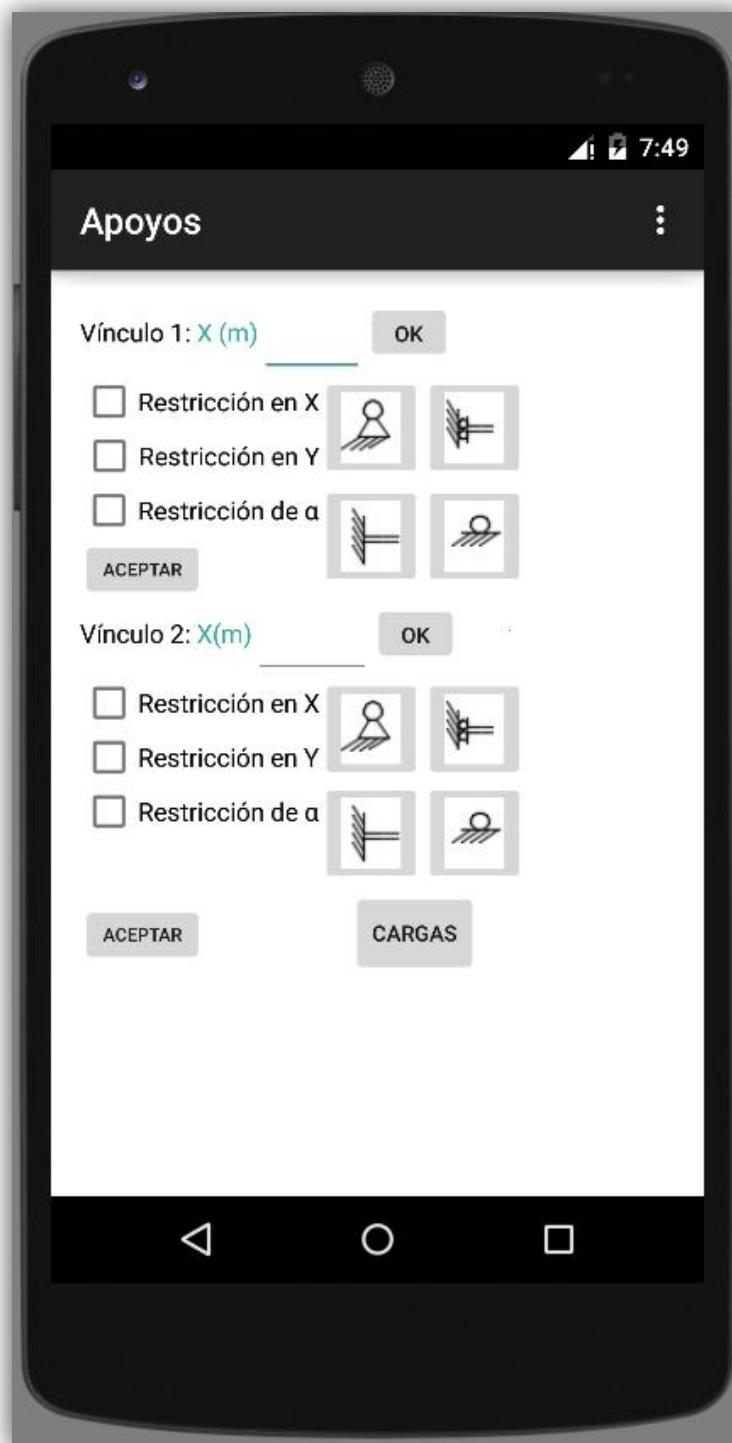 7:49
Apoyos
Vínculo 1: X (m) OK
Restricción en X
Restricción en Y
Restricción de α
ACEPTAR
Vínculo 2: X(m) OK
Restricción en X
Restricción en Y
Restricción de α
ACEPTAR CARGAS